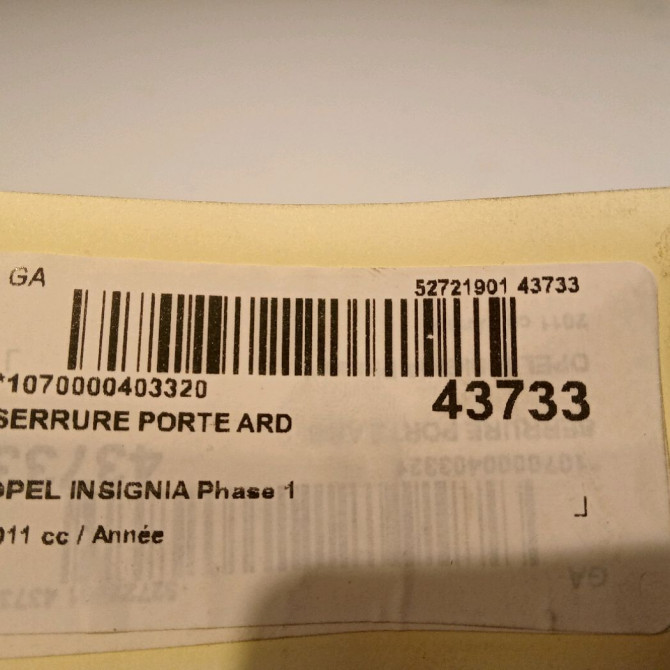 GA
52721901 43733
*1070000403320
43733
SERRURE PORTE ARD
OPEL INSIGNIA Phase 1
011 cc / Année